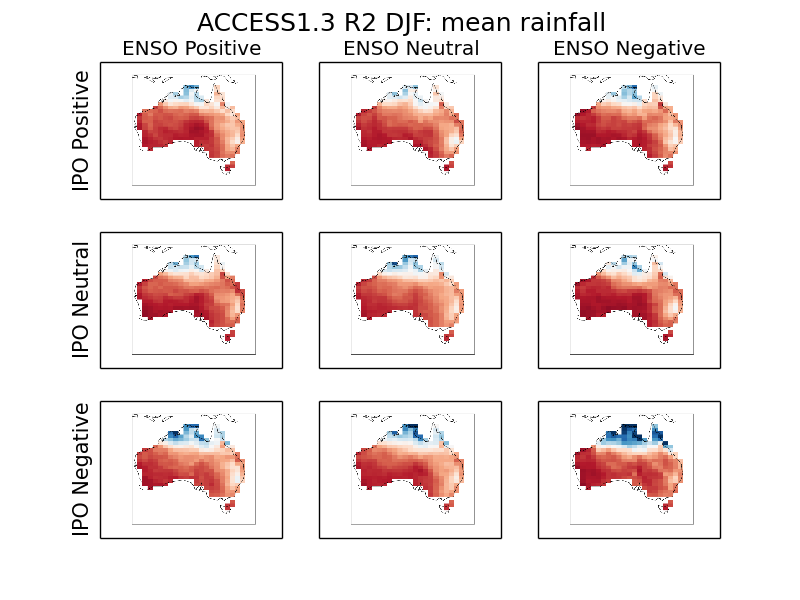 ACCESS1.3 R2 DJF: mean rainfall
ENSO Positive
ENSO Neutral
ENSO Negative
IPO Positive
IPO Neutral
IPO Negative